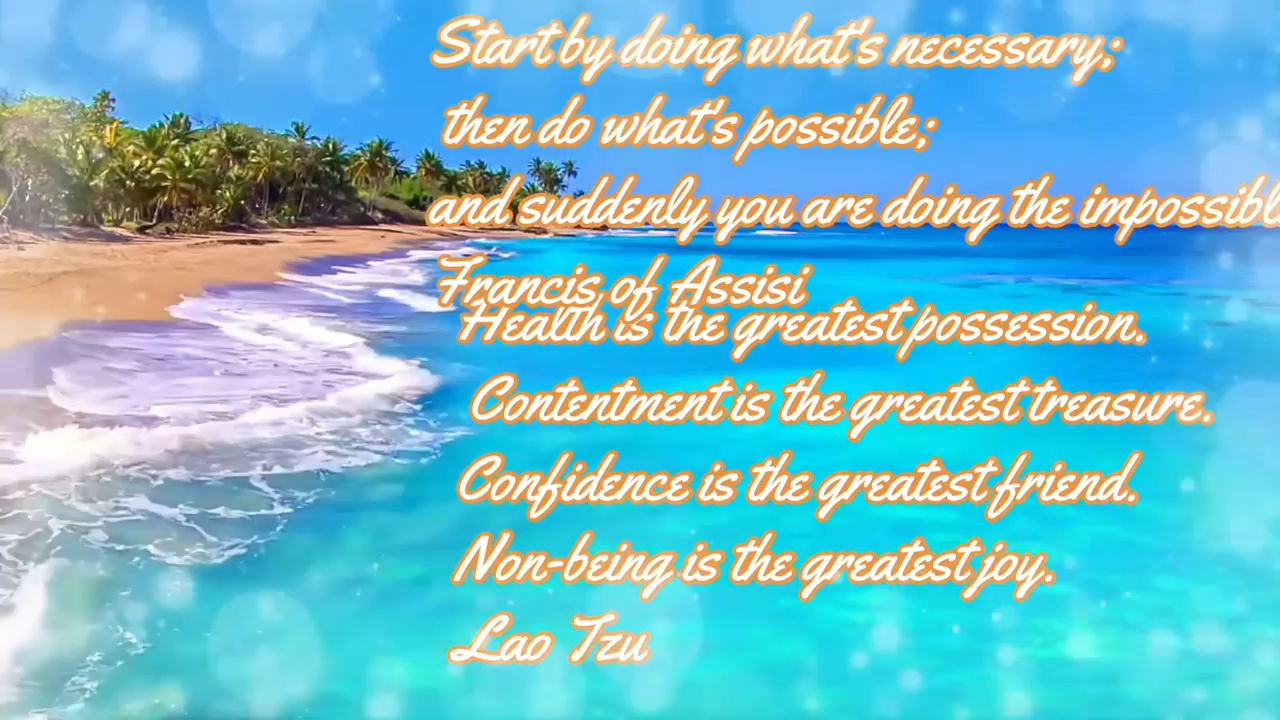 Start by doing what's necessary;
then do what's possible;
and suddenly you are doing the impossibl
Francis of Assisi
Health is the greatest possession.
Contentment is the greatest treasure.
Confidence is the greatest friend.
Non-being is the greatest joy.
Lao Tzu